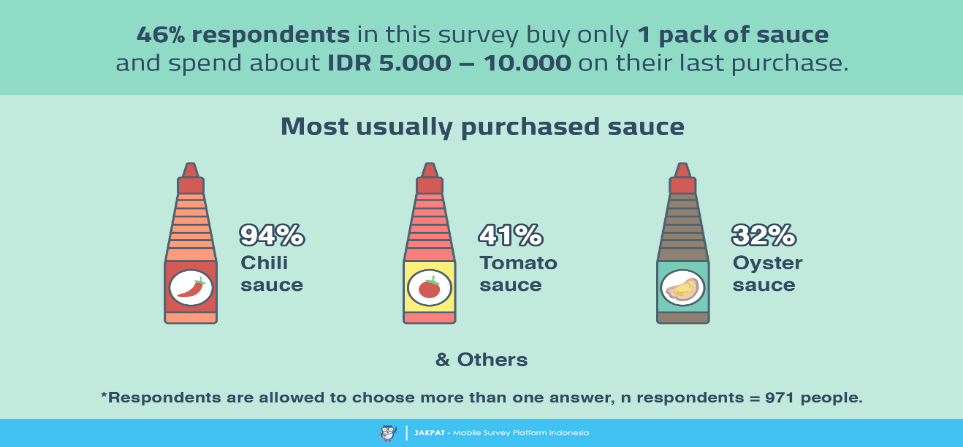 46% respondents in this survey buy only 1 pack of sauce
and spend about IDR 5.000 – 10.000 on their last purchase.
Most usually purchased sauce
94%
Chili
sauce
41%
Tomato
sauce
32%
Oyster
sauce
& Others
*Respondents are allowed to choose more than one answer, n respondents = 971 people.
JAKPAT - Mobile Survey Platform Indonesia